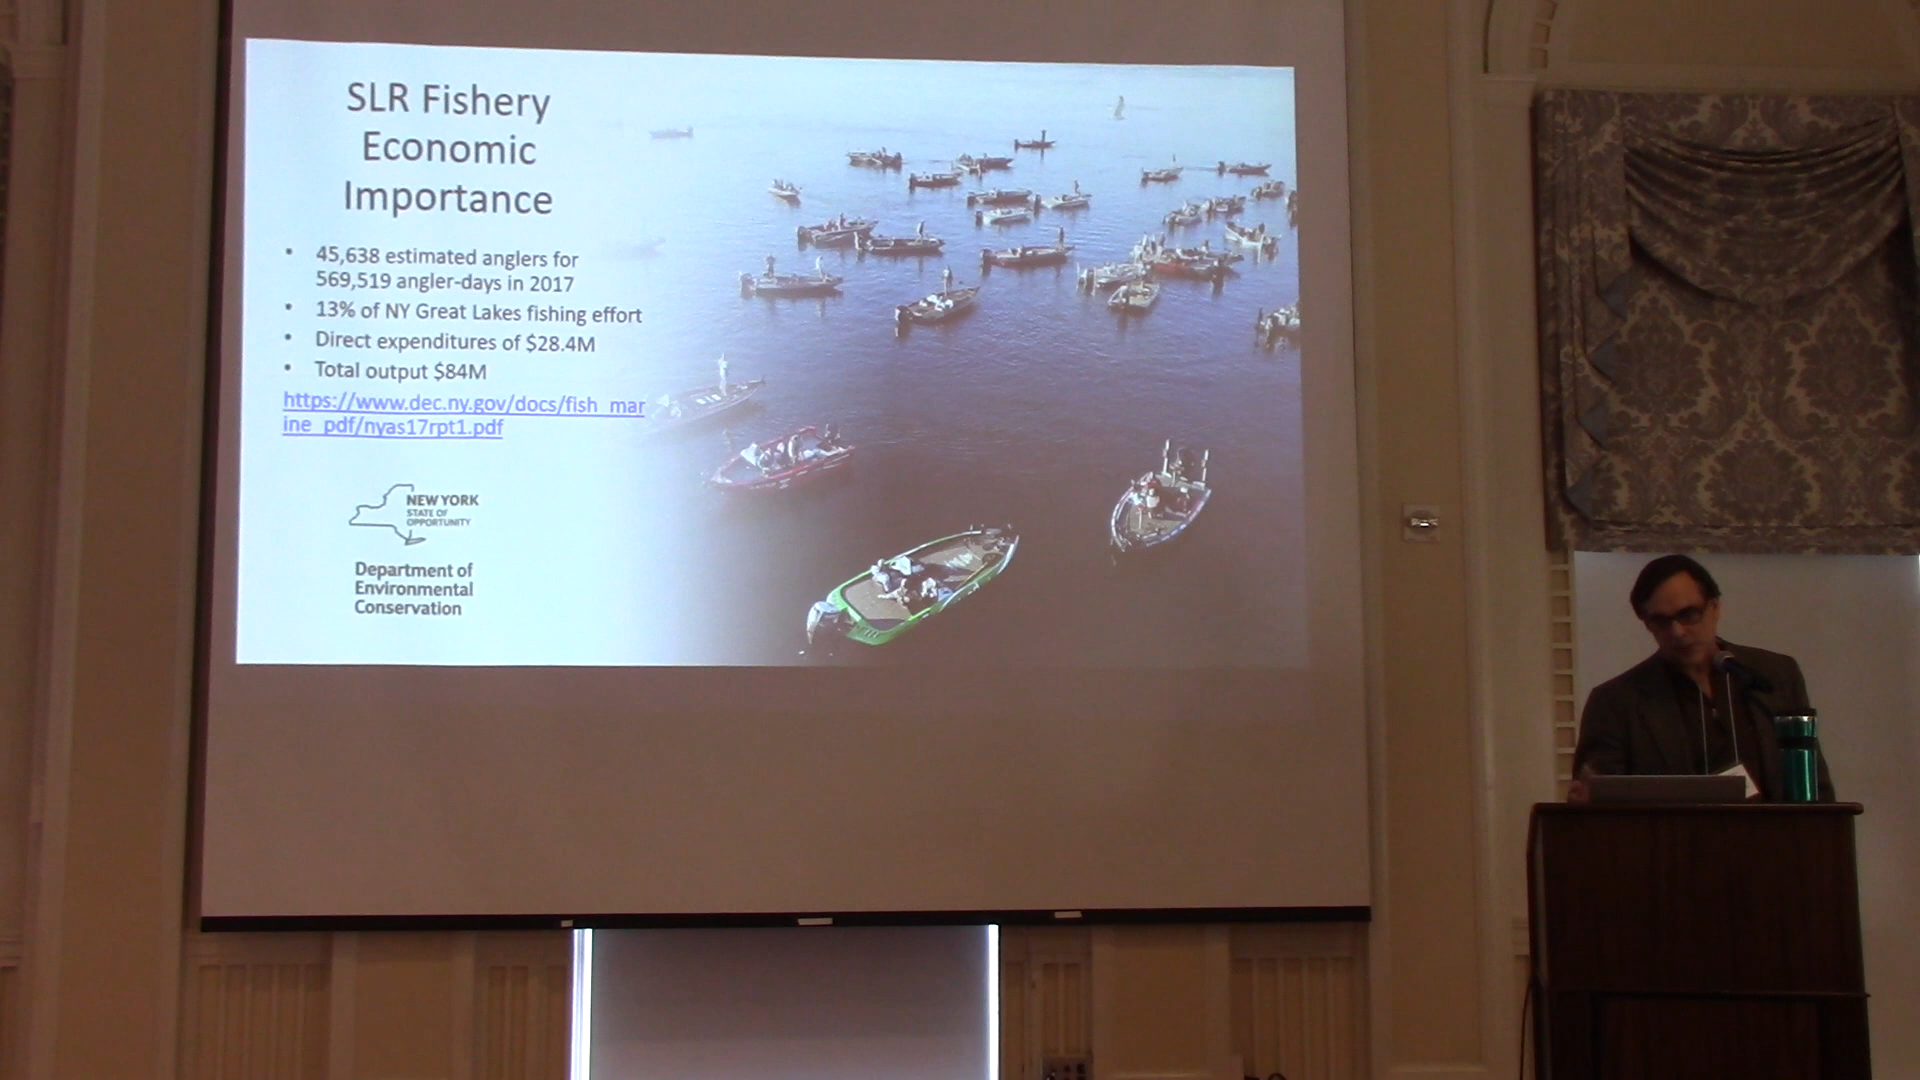 SLR Fishery
Economic
Importance
• 45,638 estimated anglers for
569,519 angler-days in 2017
• 13% of NY Great Lakes fishing effort
• Direct expenditures of $28.4M
• Total output $84M
https://www.dec.ny.gov/docs/fish_mar
ine_pdf/nyas17rpt1.pdf
NEW YORK
STATE OF
OPPORTUNITY
Department of
Environmental
Conservation